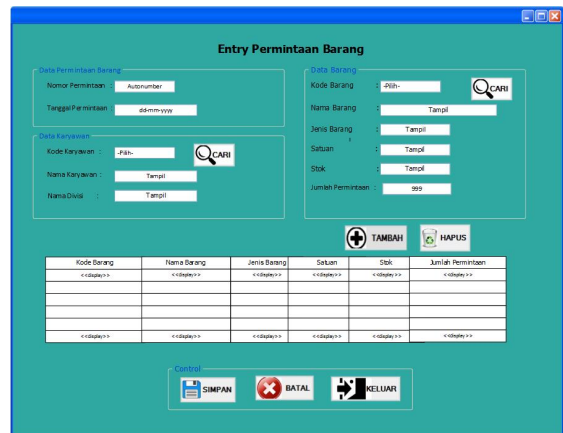 Entry Permintaan Barang
Data Permintaan Barang
Nomor Permintaan : Autonumber
Tanggal Permintaan : dd-mm-yyyy
Data Karyawan
Kode Karyawan : -Pilih- CARI
Nama Karyawan : Tampil
Nama Divisi : Tampil
Data Barang
Kode Barang : -Pilih- CARI
Nama Barang : Tampil
Jenis Barang : Tampil
Satuan : Tampil
Stok : Tampil
Jumlah Permintaan : 999
TAMBAH HAPUS
Kode Barang Nama Barang Jenis Barang Satuan Stok Jumlah Permintaan
<<display>> <<display>> <<display>> <<display>> <<display>> <<display>>
<<display>> <<display>> <<display>> <<display>> <<display>> <<display>>
Control
SIMPAN BATAL KELUAR